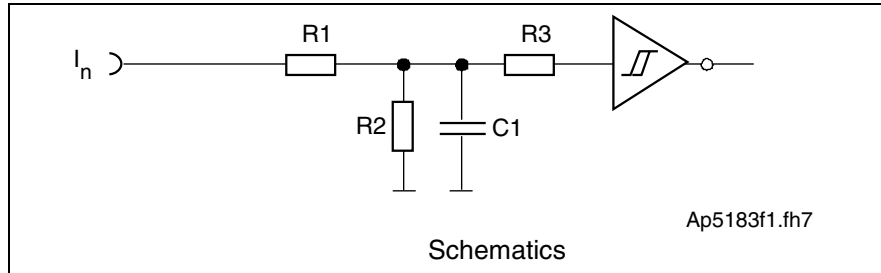 R1
R3
In
R2
C1
Ap5183f1.fh7
Schematics